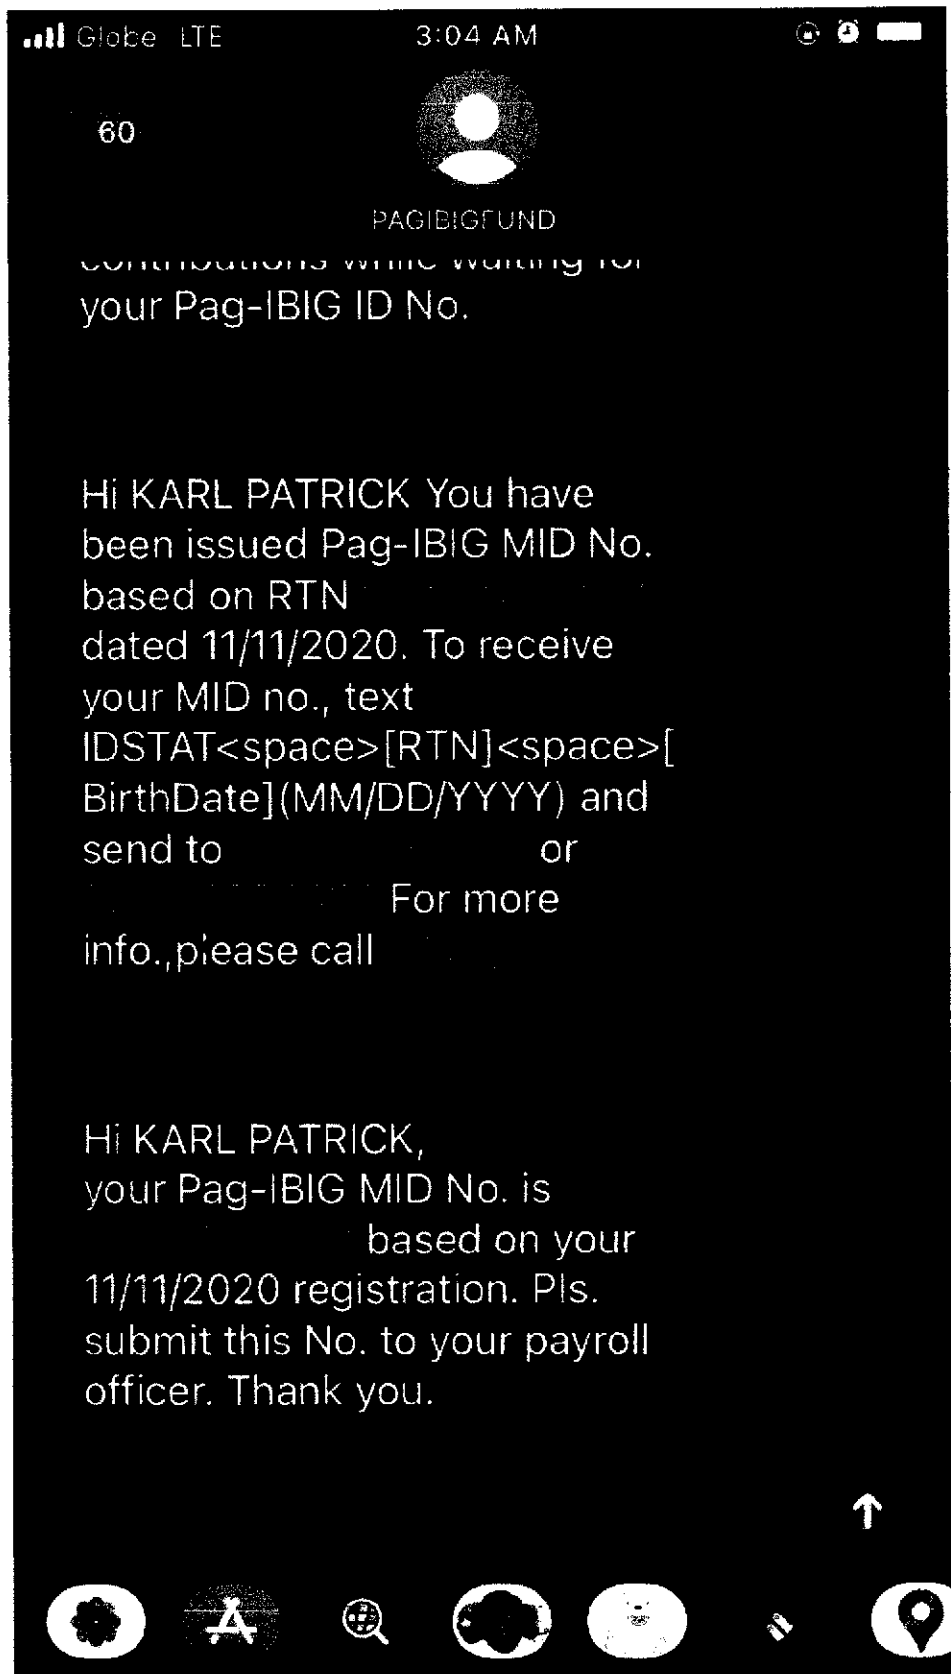 Globe LTE
3:04 AM
60
PAGIBIGFUND
contributions while waiting for
your Pag-IBIG ID No.
Hi KARL PATRICK You have
been issued Pag-IBIG MID No.
based on RTN
dated 11/11/2020. To receive
your MID no., text
IDSTAT<space>[RTN]<space>[
BirthDate](MM/DD/YYYY) and
send to or
For more
info.,please call
Hi KARL PATRICK,
your Pag-IBIG MID No. is
based on your
11/11/2020 registration. Pls.
submit this No. to your payroll
officer. Thank you.